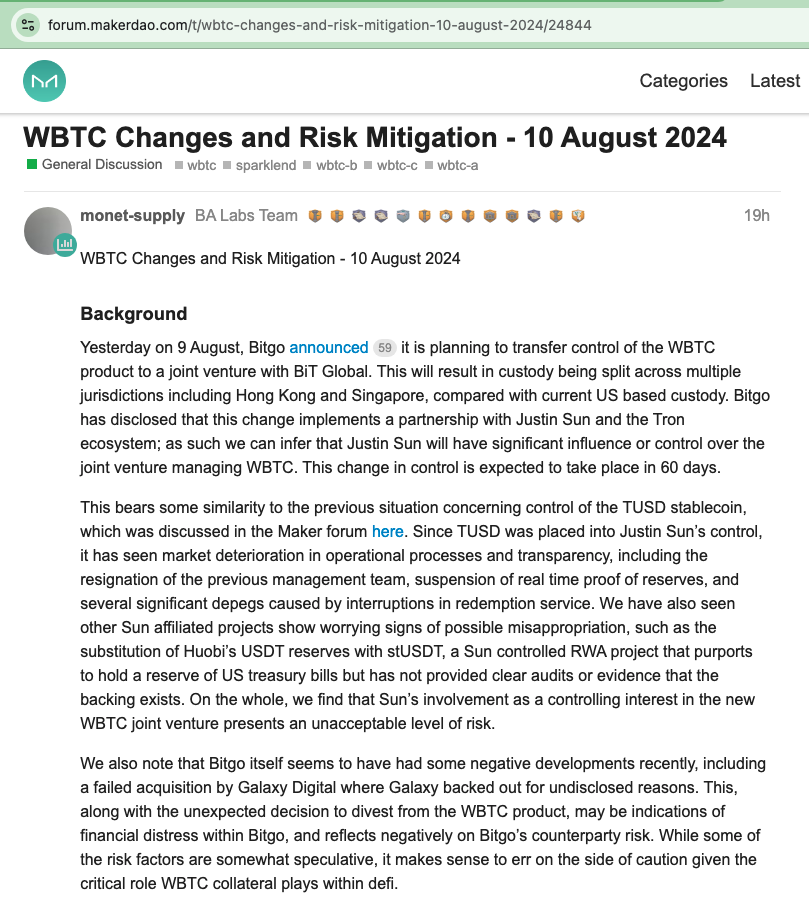 forum.makerdao.com/t/wbtc-changes-and-risk-mitigation-10-august-2024/24844
Categories Latest
WBTC Changes and Risk Mitigation - 10 August 2024
General Discussion wbtc sparklend wbtc-b wbtc-c wbtc-a
monet-supply BA Labs Team 19h
WBTC Changes and Risk Mitigation - 10 August 2024
Background
Yesterday on 9 August, Bitgo announced 59 it is planning to transfer control of the WBTC
product to a joint venture with BiT Global. This will result in custody being split across multiple
jurisdictions including Hong Kong and Singapore, compared with current US based custody. Bitgo
has disclosed that this change implements a partnership with Justin Sun and the Tron
ecosystem; as such we can infer that Justin Sun will have significant influence or control over the
joint venture managing WBTC. This change in control is expected to take place in 60 days.
This bears some similarity to the previous situation concerning control of the TUSD stablecoin,
which was discussed in the Maker forum here. Since TUSD was placed into Justin Sun’s control,
it has seen market deterioration in operational processes and transparency, including the
resignation of the previous management team, suspension of real time proof of reserves, and
several significant depegs caused by interruptions in redemption service. We have also seen
other Sun affiliated projects show worrying signs of possible misappropriation, such as the
substitution of Huobi’s USDT reserves with stUSDT, a Sun controlled RWA project that purports
to hold a reserve of US treasury bills but has not provided clear audits or evidence that the
backing exists. On the whole, we find that Sun’s involvement as a controlling interest in the new
WBTC joint venture presents an unacceptable level of risk.
We also note that Bitgo itself seems to have had some negative developments recently, including
a failed acquisition by Galaxy Digital where Galaxy backed out for undisclosed reasons. This,
along with the unexpected decision to divest from the WBTC product, may be indications of
financial distress within Bitgo, and reflects negatively on Bitgo’s counterparty risk. While some of
the risk factors are somewhat speculative, it makes sense to err on the side of caution given the
critical role WBTC collateral plays within defi.